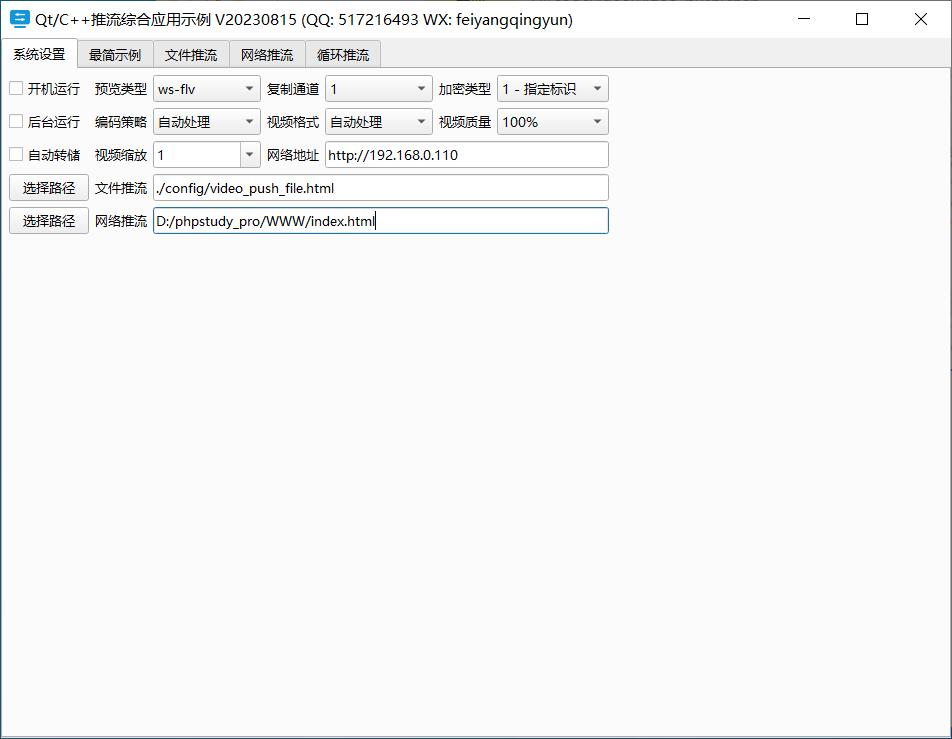 Qt/C++推流综合应用示例 V20230815 (QQ: 517216493 WX: feiyangqingyun)
系统设置 最简示例 文件推流 网络推流 循环推流
开机运行 预览类型 ws-flv 复制通道 1 加密类型 1 - 指定标识
后台运行 编码策略 自动处理 视频格式 自动处理 视频质量 100%
自动转储 视频缩放 1 网络地址 http://192.168.0.110
选择路径 文件推流 ./config/video_push_file.html
选择路径 网络推流 D:/phpstudy_pro/WWW/index.html